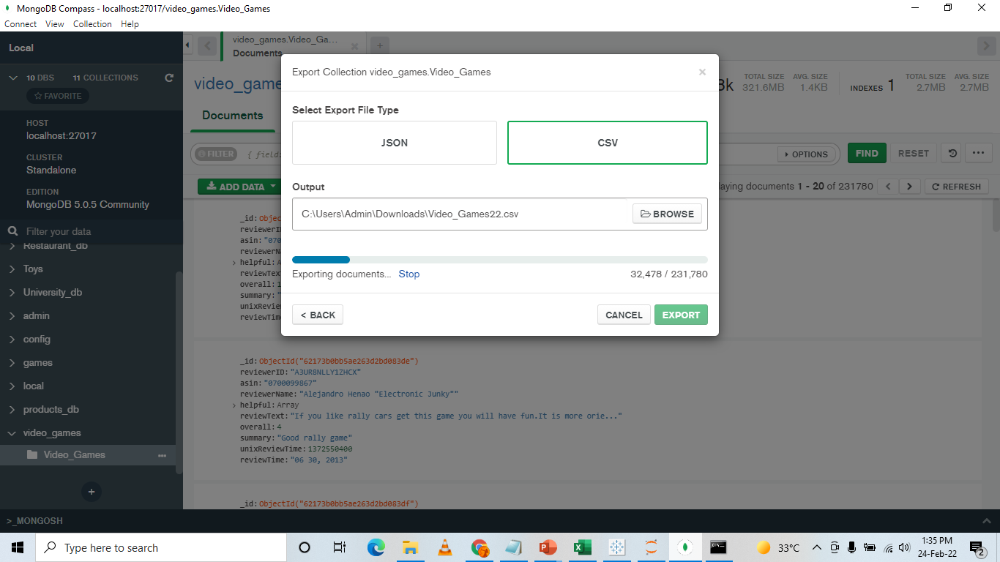 MongoDB Compass - localhost:27017/video_games.Video_Games
Connect View Collection Help
Local
10 DBS 11 COLLECTIONS
FAVORITE
HOST
localhost:27017
CLUSTER
Standalone
EDITION
MongoDB 5.0.5 Community
Filter your data
Restaurant_db
Toys
University_db
admin
config
games
local
products_db
video_games
Video_Games
>_MONGOSH
video_games.Video_Ga...
Documents
video_game
8k
TOTAL SIZE AVG. SIZE
321.6MB 1.4KB
INDEXES 1
TOTAL SIZE AVG. SIZE
2.7MB 2.7MB
Documents
FILTER { field:
OPTIONS
FIND
RESET
ADD DATA
aying documents 1 - 20 of 231780
REFRESH
Export Collection video_games.Video_Games
Select Export File Type
JSON
CSV
Output
C:\Users\Admin\Downloads\Video_Games22.csv
BROWSE
Exporting documents... Stop 32,478 / 231,780
< BACK
CANCEL
EXPORT
_id: Objec
reviewerI
asin: "070
reviewerN
helpful: A
reviewTex
overall: 1
summary: "
unixRevie
reviewTim
_id: ObjectId("62173b0bb5ae263d2bd083de")
reviewerID: "A3UR8NLLY1ZHCX"
asin: "0700099867"
reviewerName: "Alejandro Henao "Electronic Junky""
helpful: Array
reviewText: "If you like rally cars get this game you will have fun.It is more orie..."
overall: 4
summary: "Good rally game"
unixReviewTime: 1372550400
reviewTime: "06 30, 2013"
_id: ObjectId("62173b0bb5ae263d2bd083df")
Type here to search
33°C
1:35 PM
24-Feb-22
2